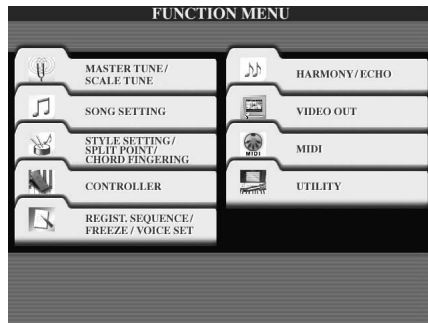 FUNCTION MENU
MASTER TUNE/
SCALE TUNE
SONG SETTING
STYLE SETTING/
SPLIT POINT/
CHORD FINGERING
CONTROLLER
REGIST. SEQUENCE/
FREEZE/VOICE SET
HARMONY/ECHO
VIDEO OUT
MIDI
MIDI
UTILITY